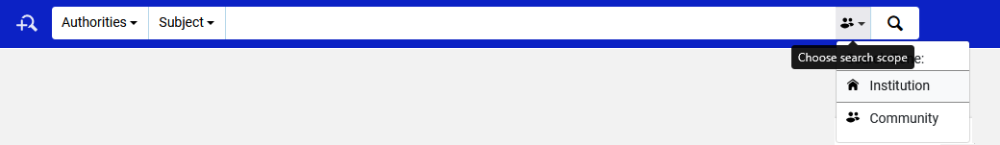 Authorities
Subject
Choose search scope
e:
Institution
Community